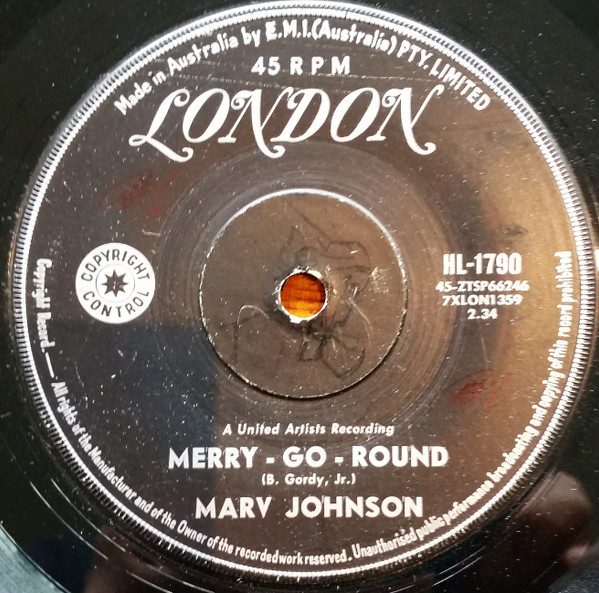 Made in Australia by E.M.I.(Australia) PTY. LIMITED
45 RPM
LONDON
COPYRIGHT
CONTROL
HL-1790
45-ZTSP66246
7XLON1359
2.34
A United Artists Recording
MERRY - GO - ROUND
(B. Gordy, Jr.)
MARV JOHNSON
Copyright Record. — All rights of the Manufacturer and of the Owner of the recorded work reserved. Unauthorised public performance broadcasting and copying of this record prohibited